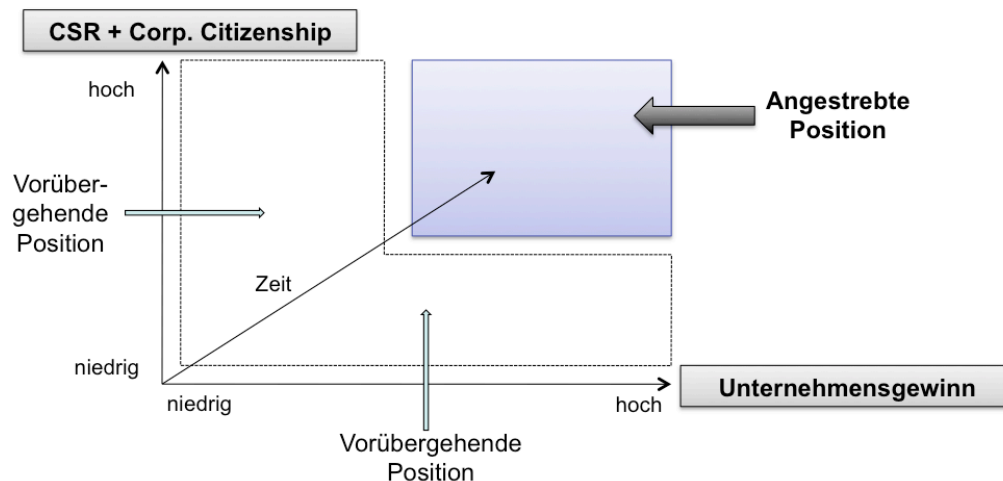 CSR + Corp. Citizenship
hoch
Angestrebte
Position
Vorüber-
gehende
Position
Zeit
niedrig
niedrig
hoch
Unternehmensgewinn
Vorübergehende
Position